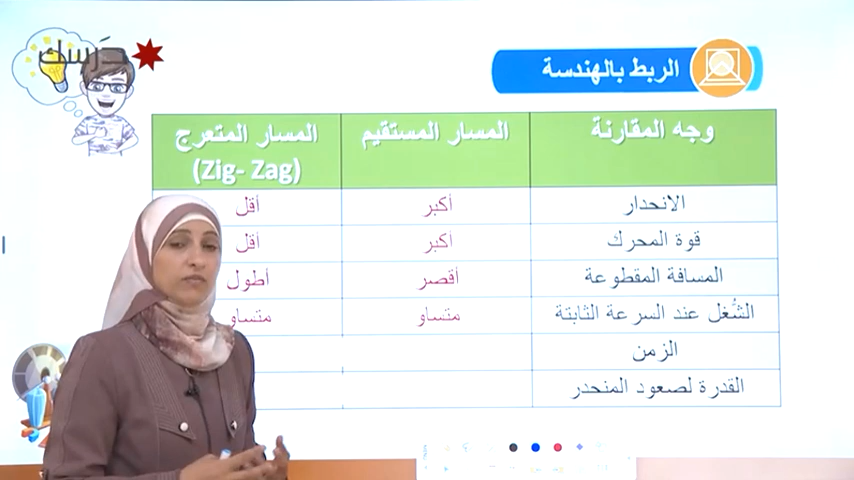 حَرسك
الربط بالهندسة
وجه المقارنة المسار المستقيم المسار المتعرج
(Zig- Zag)
الانحدار أكبر أقل
قوة المحرك أكبر أقل
المسافة المقطوعة أقصر أطول
الشُغل عند السرعة الثابتة متساو متساو
الزمن
القدرة لصعود المنحدر